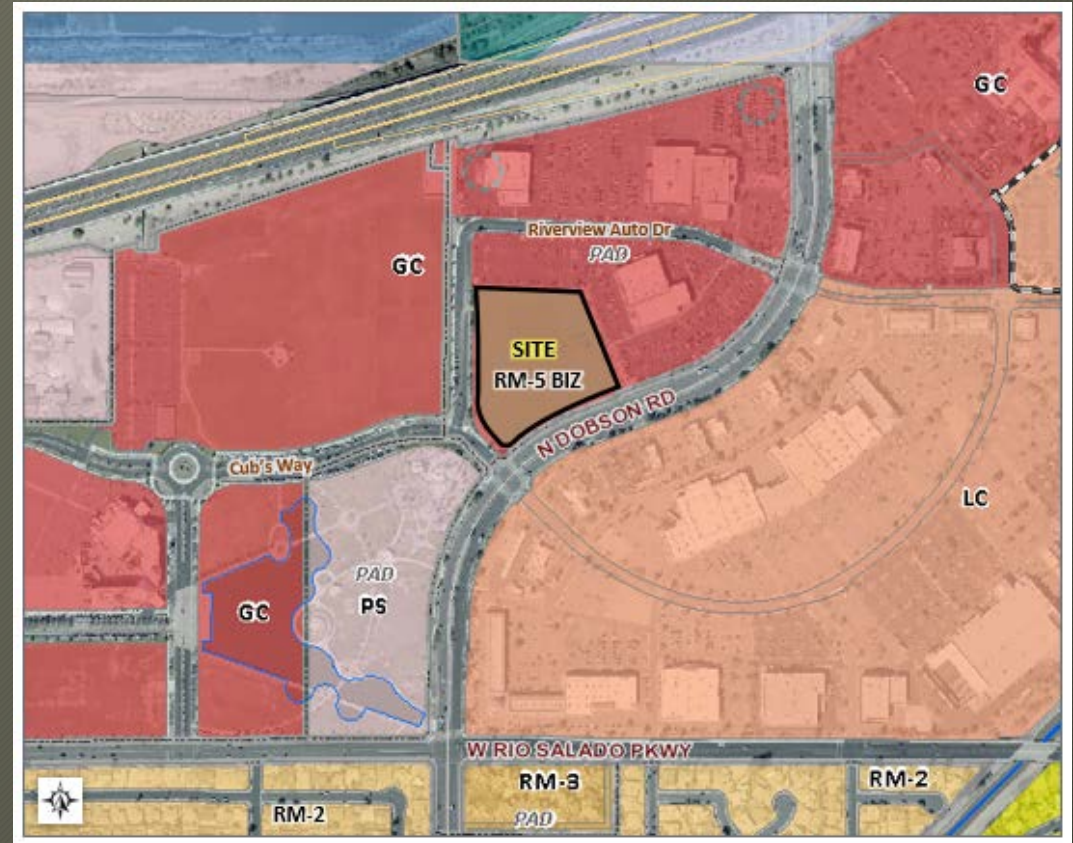 GC
Riverview Auto Dr
PAD
GC
SITE
RM-5 BIZ
N DOBSON RD
Cub's Way
LC
PAD
PS
GC
W RIO SALADO PKWY
RM-3
RM-2
RM-2
PAD